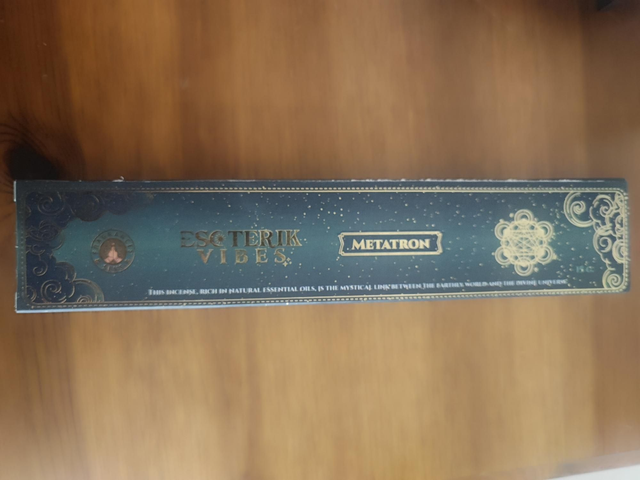 ESOTERIK
VIBES
METATRON
THIS INCENSE, RICH IN NATURAL ESSENTIAL OILS, IS THE MYSTICAL LINK BETWEEN THE EARTHLY WORLD AND THE DIVINE UNIVERSE